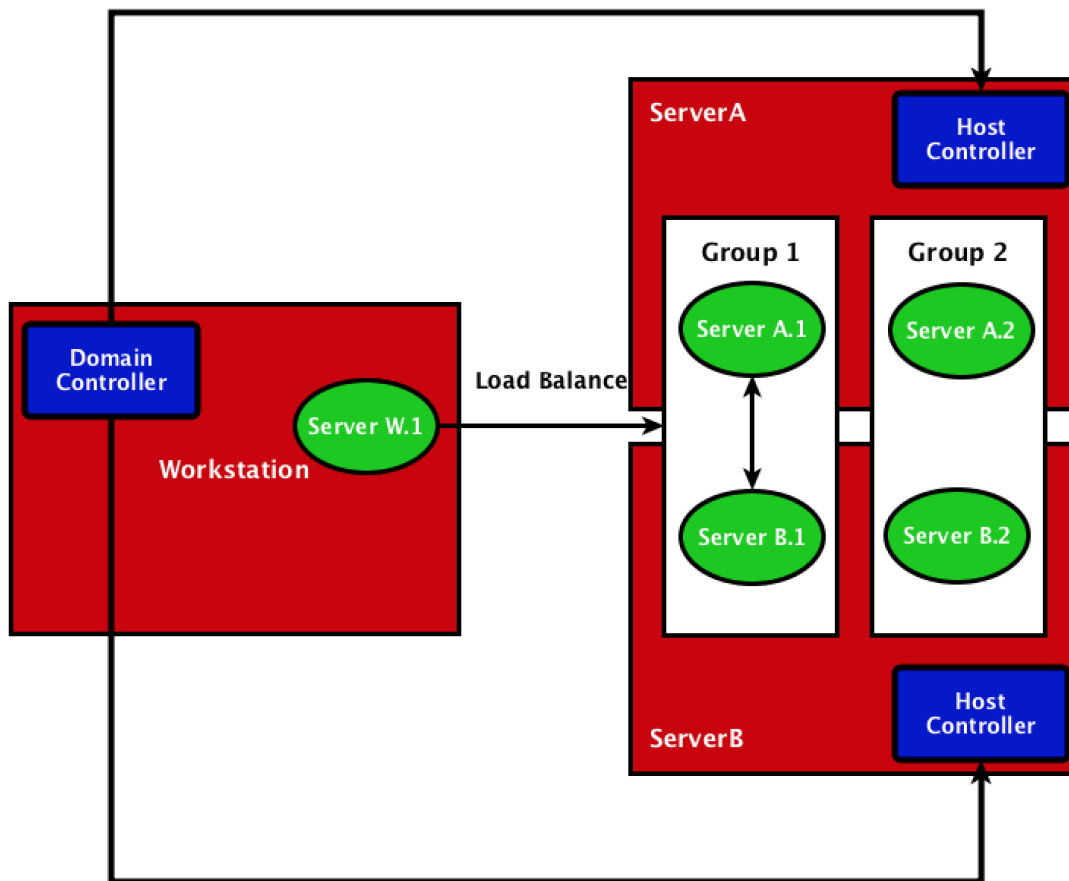 ServerA
Host
Controller
Group 1
Group 2
Server A.1
Server A.2
Domain
Controller
Load Balance
Server W.1
Workstation
Server B.1
Server B.2
Host
Controller
ServerB